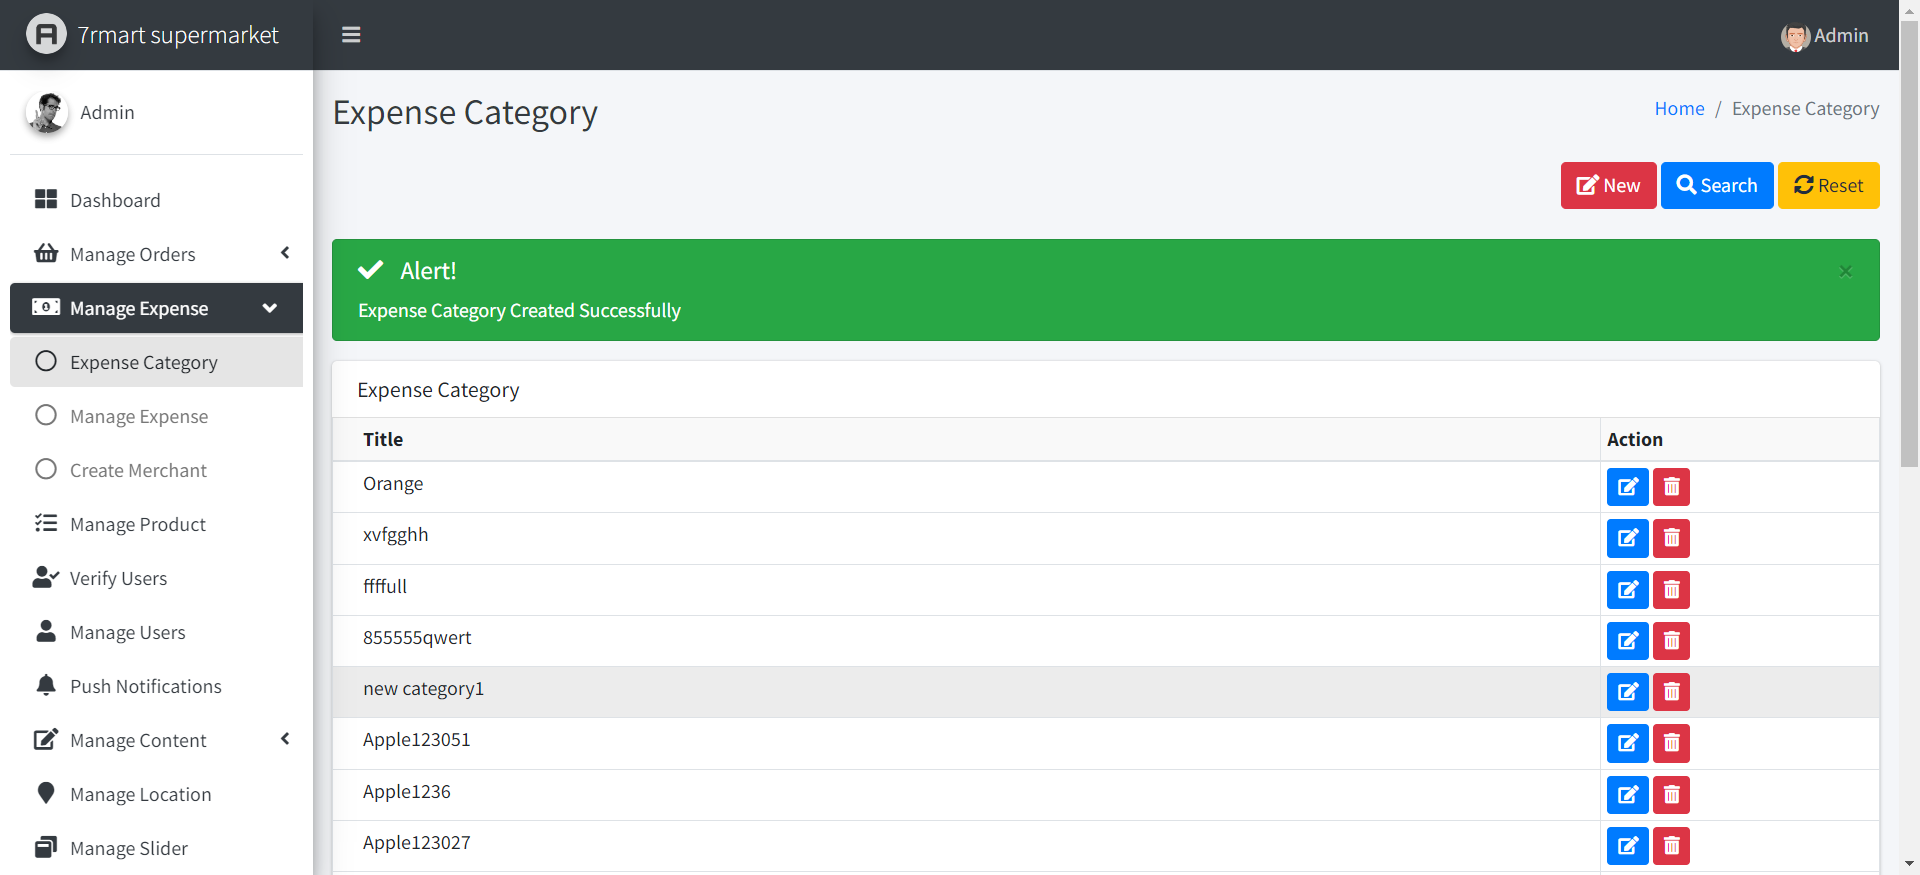 7rmart supermarket
Admin
Admin
Dashboard
Manage Orders
Manage Expense
Expense Category
Manage Expense
Create Merchant
Manage Product
Verify Users
Manage Users
Push Notifications
Manage Content
Manage Location
Manage Slider
Expense Category
Home / Expense Category
New Search Reset
Alert!
×
Expense Category Created Successfully
Expense Category
Title Action
Orange
xvfgghh
ffffull
855555qwert
new category1
Apple123051
Apple1236
Apple123027